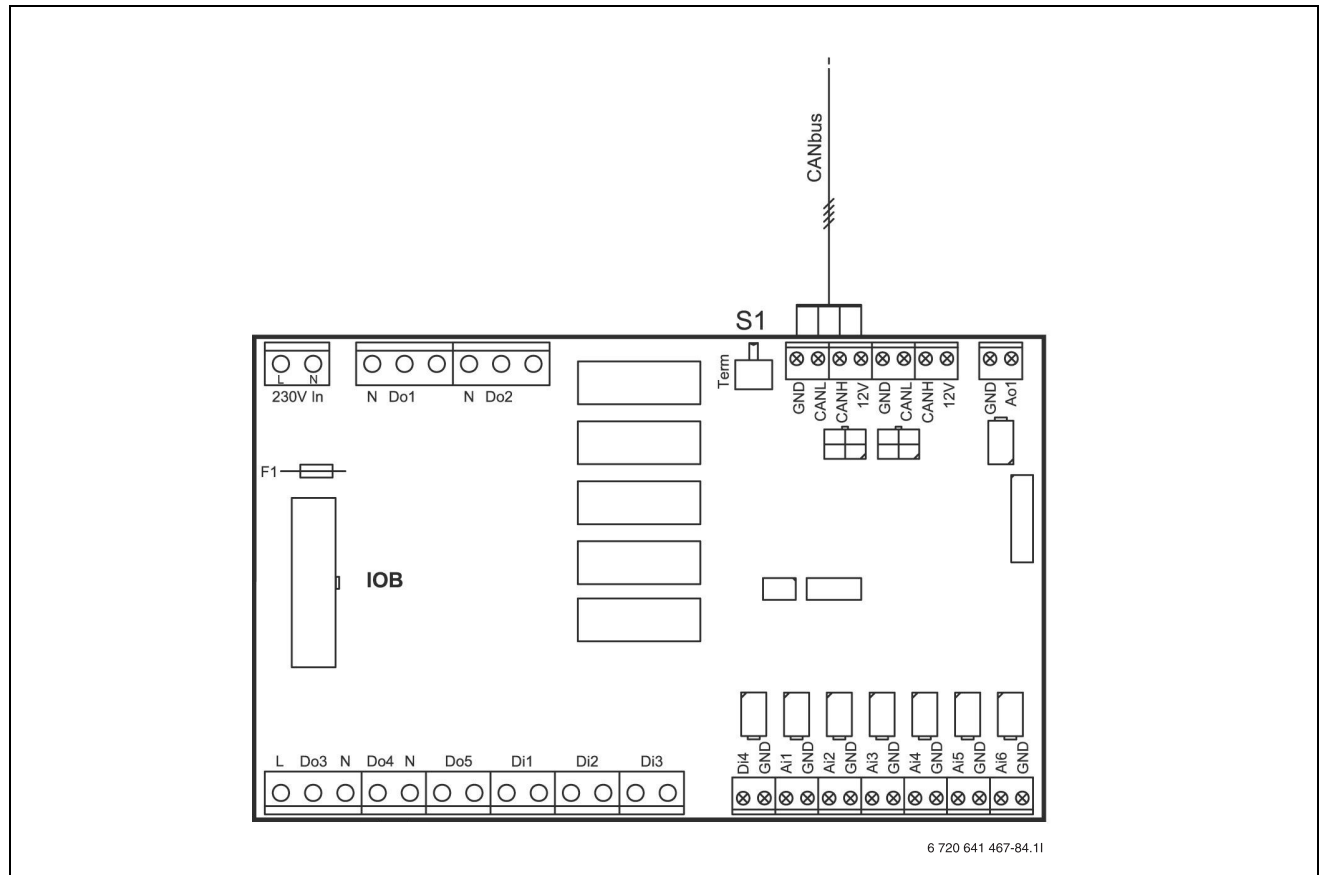 CANbus
S1
Term
L N
230V In
N Do1 N Do2
GND CANL CANH 12V GND CANL CANH 12V
GND Ao1
F1
IOB
L Do3 N Do4 N Do5 Di1 Di2 Di3
Di4 GND Ai1 GND Ai2 GND Ai3 GND Ai4 GND Ai5 GND Ai6 GND
6 720 641 467-84.1I